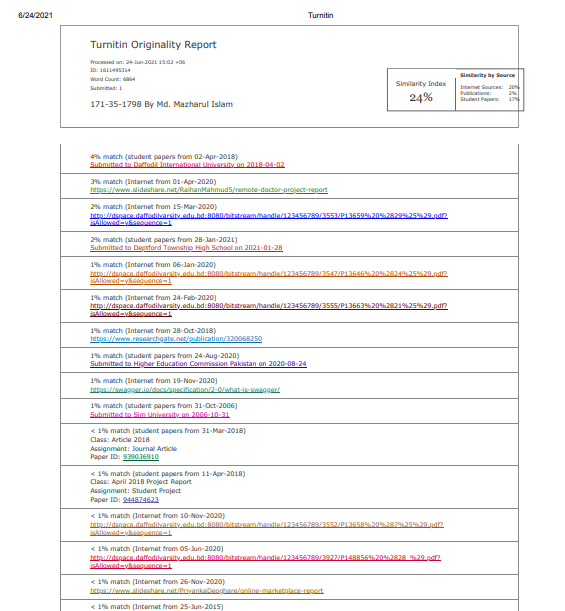 6/24/2021
Turnitin
Turnitin Originality Report
Processed on: 24-Jun-2021 15:02 +06
ID: 1611495314
Word Count: 6864
Submitted: 1
171-35-1798 By Md. Mazharul Islam
Similarity Index
24%
Similarity by Source
Internet Sources: 20%
Publications: 2%
Student Papers: 17%
4% match (student papers from 02-Apr-2018)
Submitted to Daffodil International University on 2018-04-02
3% match (Internet from 01-Apr-2020)
https://www.slideshare.net/RaihanMahmud5/remote-doctor-project-report
2% match (Internet from 15-Mar-2020)
http://dspace.daffodilvarsity.edu.bd:8080/bitstream/handle/123456789/3553/P13659%20%2829%25%29.pdf?
isAllowed=y&sequence=1
2% match (student papers from 28-Jan-2021)
Submitted to Deptford Township High School on 2021-01-28
1% match (Internet from 06-Jan-2020)
http://dspace.daffodilvarsity.edu.bd:8080/bitstream/handle/123456789/3547/P13646%20%2824%25%29.pdf?
isAllowed=y&sequence=1
1% match (Internet from 24-Feb-2020)
http://dspace.daffodilvarsity.edu.bd:8080/bitstream/handle/123456789/3555/P13663%20%2821%25%29.pdf?
isAllowed=y&sequence=1
1% match (Internet from 28-Oct-2018)
https://www.researchgate.net/publication/320068250
1% match (student papers from 24-Aug-2020)
Submitted to Higher Education Commission Pakistan on 2020-08-24
1% match (Internet from 19-Nov-2020)
https://swagger.io/docs/specification/2-0/what-is-swagger/
1% match (student papers from 31-Oct-2006)
Submitted to Sim University on 2006-10-31
< 1% match (student papers from 31-Mar-2018)
Class: Article 2018
Assignment: Journal Article
Paper ID: 939036910
< 1% match (student papers from 11-Apr-2018)
Class: April 2018 Project Report
Assignment: Student Project
Paper ID: 944874623
< 1% match (Internet from 10-Nov-2020)
http://dspace.daffodilvarsity.edu.bd:8080/bitstream/handle/123456789/3552/P13658%20%287%25%29.pdf?
isAllowed=y&sequence=1
< 1% match (Internet from 05-Jun-2020)
http://dspace.daffodilvarsity.edu.bd:8080/bitstream/handle/123456789/3927/P148856%20%2828_%29.pdf?
isAllowed=y&sequence=1
< 1% match (Internet from 26-Nov-2020)
https://www.slideshare.net/PriyankaDeoghare/online-marketplace-report
< 1% match (Internet from 25-Jun-2015)